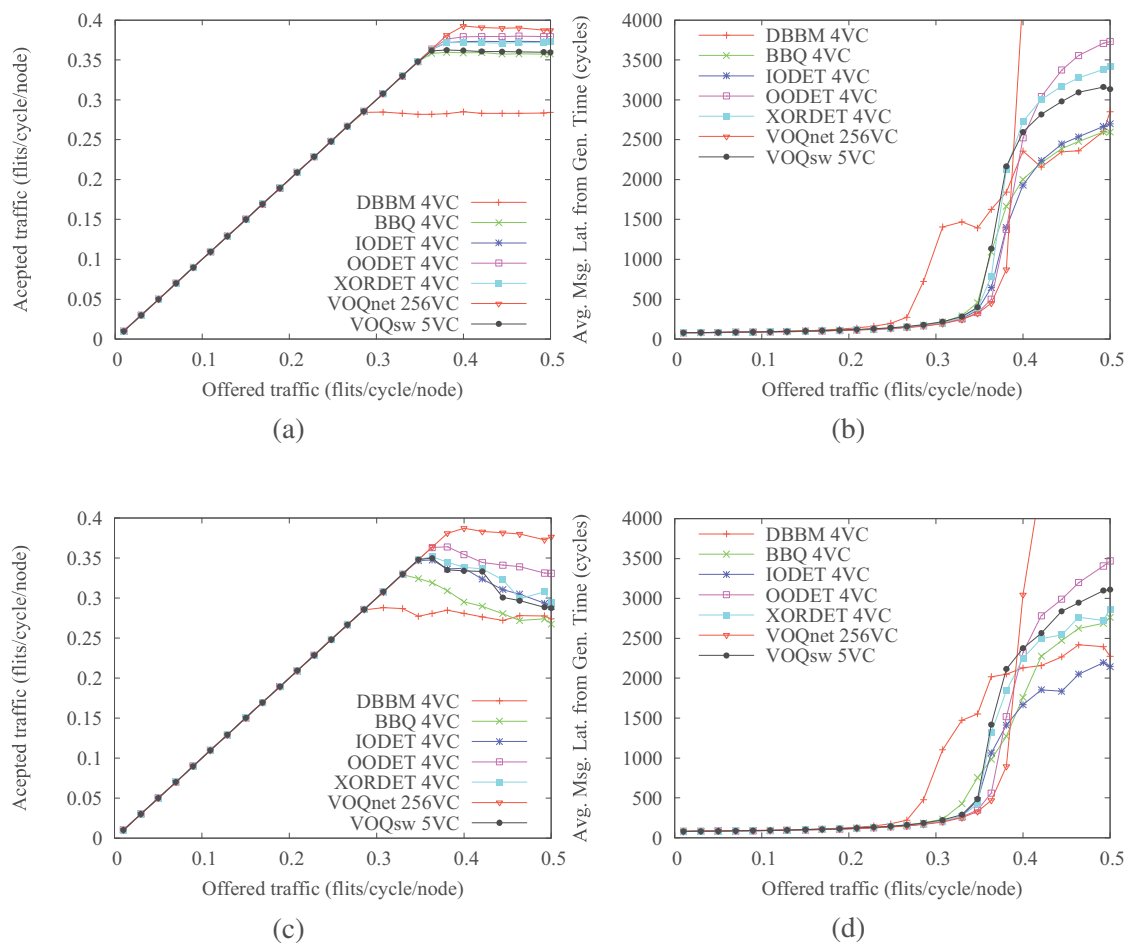 Acepted traffic (flits/cycle/node)
0.4
0.35
0.3
0.25
0.2
0.15
0.1
0.05
0
DBBM 4VC
BBQ 4VC
IODET 4VC
OODET 4VC
XORDET 4VC
VOQnet 256VC
VOQsw 5VC
0 0.1 0.2 0.3 0.4 0.5
Offered traffic (flits/cycle/node)
(a)
Avg. Msg. Lat. from Gen. Time (cycles)
4000
3500
3000
2500
2000
1500
1000
500
0
DBBM 4VC
BBQ 4VC
IODET 4VC
OODET 4VC
XORDET 4VC
VOQnet 256VC
VOQsw 5VC
0 0.1 0.2 0.3 0.4 0.5
Offered traffic (flits/cycle/node)
(b)
Acepted traffic (flits/cycle/node)
0.4
0.35
0.3
0.25
0.2
0.15
0.1
0.05
0
DBBM 4VC
BBQ 4VC
IODET 4VC
OODET 4VC
XORDET 4VC
VOQnet 256VC
VOQsw 5VC
0 0.1 0.2 0.3 0.4 0.5
Offered traffic (flits/cycle/node)
(c)
Avg. Msg. Lat. from Gen. Time (cycles)
4000
3500
3000
2500
2000
1500
1000
500
0
DBBM 4VC
BBQ 4VC
IODET 4VC
OODET 4VC
XORDET 4VC
VOQnet 256VC
VOQsw 5VC
0 0.1 0.2 0.3 0.4 0.5
Offered traffic (flits/cycle/node)
(d)